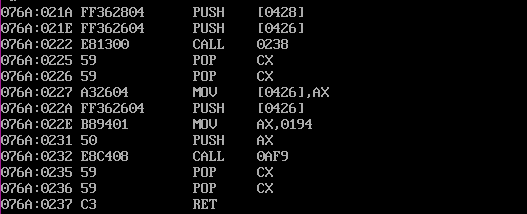 076A:021A FF362804 PUSH [0428]
076A:021E FF362604 PUSH [0426]
076A:0222 E81300 CALL 0238
076A:0225 59 POP CX
076A:0226 59 POP CX
076A:0227 A32604 MOV [0426],AX
076A:022A FF362604 PUSH [0426]
076A:022E B89401 MOV AX,0194
076A:0231 50 PUSH AX
076A:0232 E8C408 CALL 0AF9
076A:0235 59 POP CX
076A:0236 59 POP CX
076A:0237 C3 RET